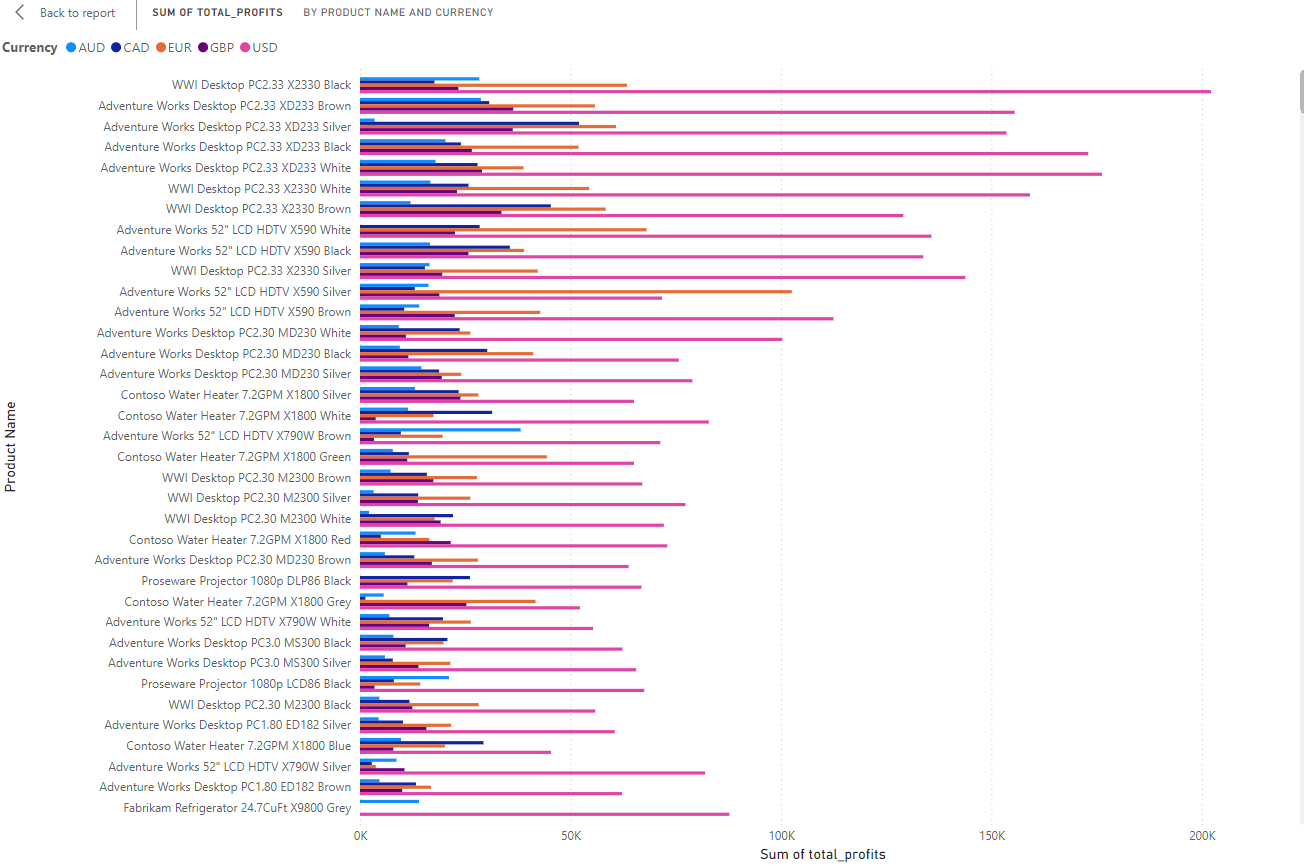 Back to report
SUM OF TOTAL_PROFITS BY PRODUCT NAME AND CURRENCY
Currency AUD CAD EUR GBP USD
WWI Desktop PC2.33 X2330 Black
Adventure Works Desktop PC2.33 XD233 Brown
Adventure Works Desktop PC2.33 XD233 Silver
Adventure Works Desktop PC2.33 XD233 Black
Adventure Works Desktop PC2.33 XD233 White
WWI Desktop PC2.33 X2330 White
WWI Desktop PC2.33 X2330 Brown
Adventure Works 52" LCD HDTV X590 White
Adventure Works 52" LCD HDTV X590 Black
WWI Desktop PC2.33 X2330 Silver
Adventure Works 52" LCD HDTV X590 Silver
Adventure Works 52" LCD HDTV X590 Brown
Adventure Works Desktop PC2.30 MD230 White
Adventure Works Desktop PC2.30 MD230 Black
Adventure Works Desktop PC2.30 MD230 Silver
Contoso Water Heater 7.2GPM X1800 Silver
Contoso Water Heater 7.2GPM X1800 White
Adventure Works 52" LCD HDTV X790W Brown
Contoso Water Heater 7.2GPM X1800 Green
WWI Desktop PC2.30 M2300 Brown
WWI Desktop PC2.30 M2300 Silver
WWI Desktop PC2.30 M2300 White
Contoso Water Heater 7.2GPM X1800 Red
Adventure Works Desktop PC2.30 MD230 Brown
Proseware Projector 1080p DLP86 Black
Contoso Water Heater 7.2GPM X1800 Grey
Adventure Works 52" LCD HDTV X790W White
Adventure Works Desktop PC3.0 MS300 Black
Adventure Works Desktop PC3.0 MS300 Silver
Proseware Projector 1080p LCD86 Black
WWI Desktop PC2.30 M2300 Black
Adventure Works Desktop PC1.80 ED182 Silver
Contoso Water Heater 7.2GPM X1800 Blue
Adventure Works 52" LCD HDTV X790W Silver
Adventure Works Desktop PC1.80 ED182 Brown
Fabrikam Refrigerator 24.7CuFt X9800 Grey
Product Name
0K 50K 100K 150K 200K
Sum of total_profits